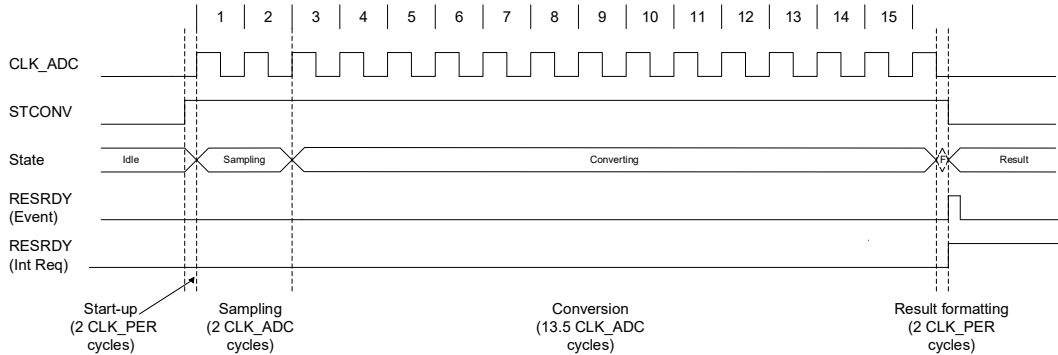 1 2 3 4 5 6 7 8 9 10 11 12 13 14 15
CLK_ADC
STCONV
State Idle Sampling Converting F Result
RESRDY
(Event)
RESRDY
(Int Req)
Start-up Sampling Conversion Result formatting
(2 CLK_PER (2 CLK_ADC (13.5 CLK_ADC (2 CLK_PER
cycles) cycles) cycles) cycles)